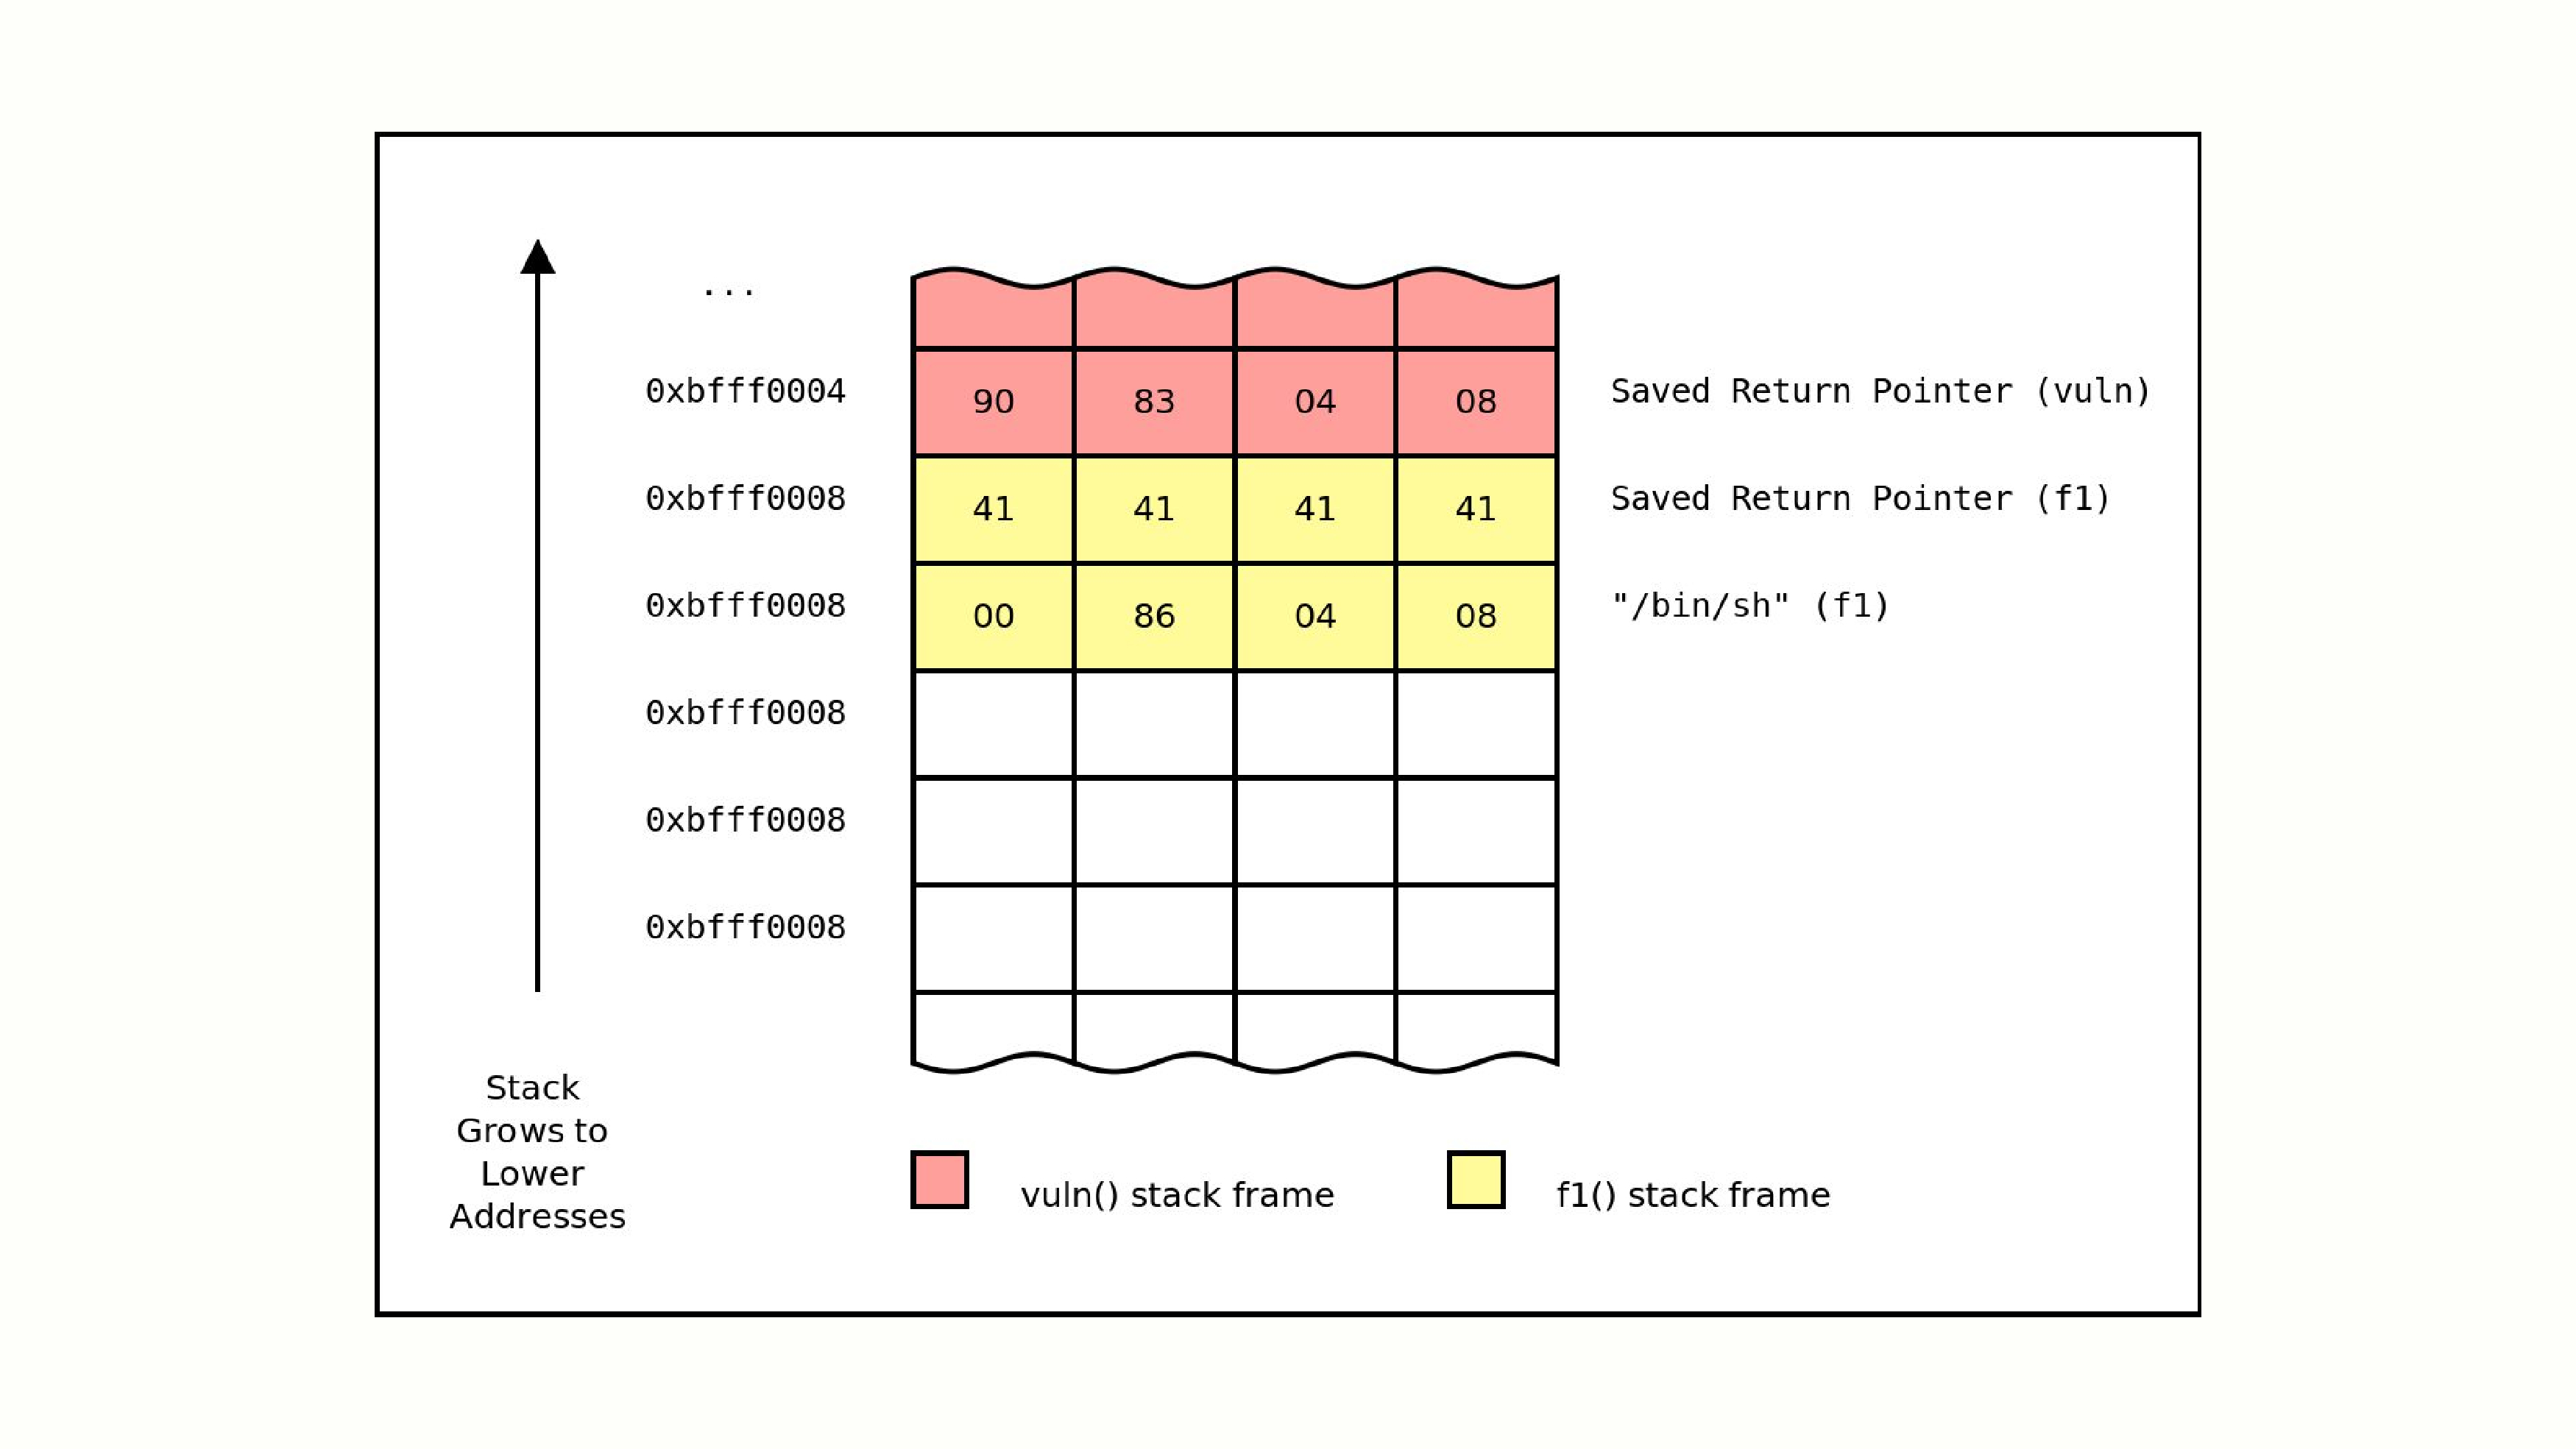 ...
0xbfff0004 90 83 04 08 Saved Return Pointer (vuln)
0xbfff0008 41 41 41 41 Saved Return Pointer (f1)
0xbfff0008 00 86 04 08 "/bin/sh" (f1)
0xbfff0008
0xbfff0008
0xbfff0008
Stack
Grows to
Lower
Addresses
vuln() stack frame
f1() stack frame